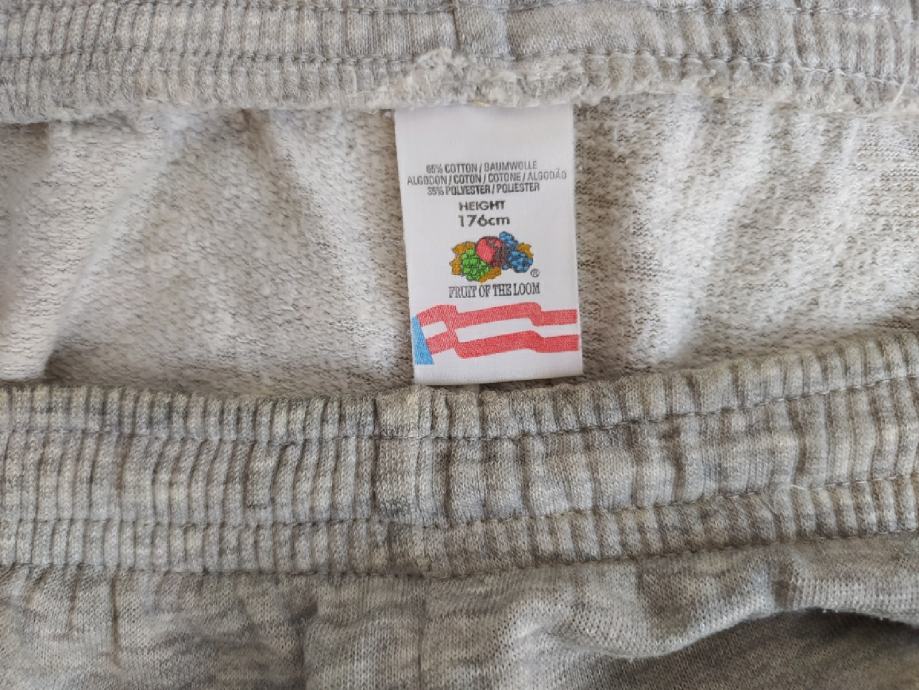 65% COTTON / BAUMWOLLE
ALGODON / COTON / COTONE / ALGODÃO
35% POLYESTER / POLIESTER
HEIGHT
176cm
®
FRUIT OF THE LOOM